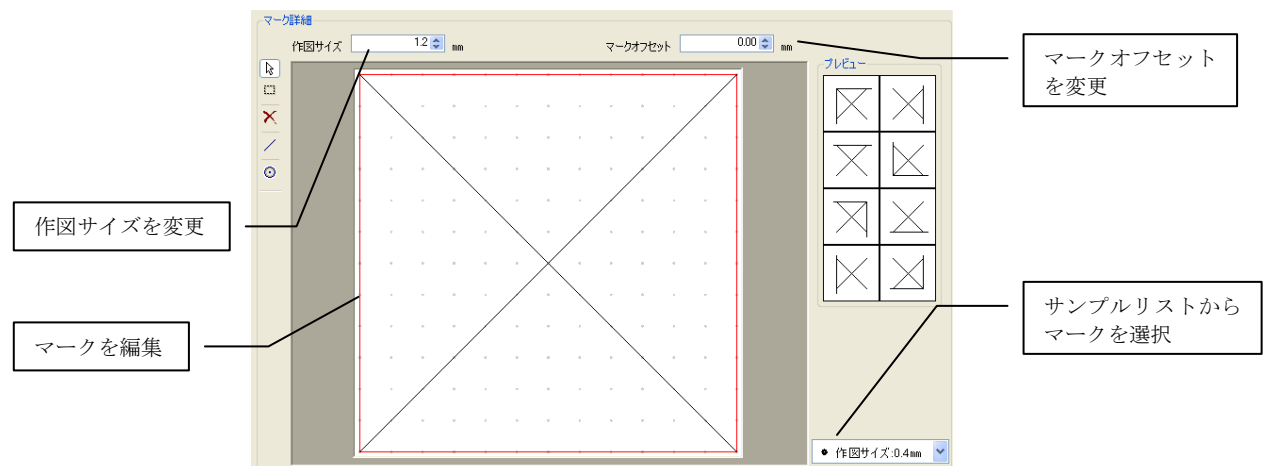 マーク詳細
作図サイズ 1.2 mm マークオフセット 0.00 mm
マークオフセット
を変更
プレビュー
作図サイズを変更
サンプルリストから
マークを選択
マークを編集
作図サイズ:0.4mm